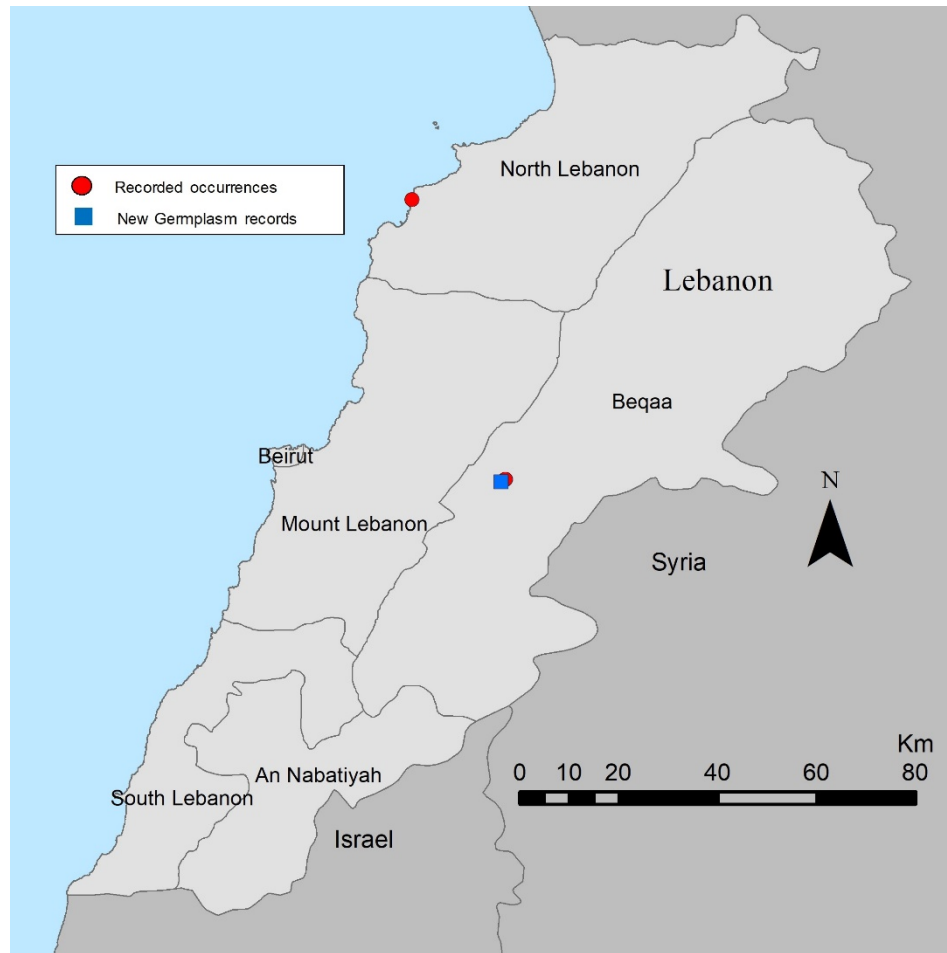 North Lebanon
Recorded occurrences
New Germplasm records
Lebanon
Beqaa
Beirut
N
Mount Lebanon
Syria
Km
An Nabatiyah
0 10 20 40 60 80
South Lebanon
Israel